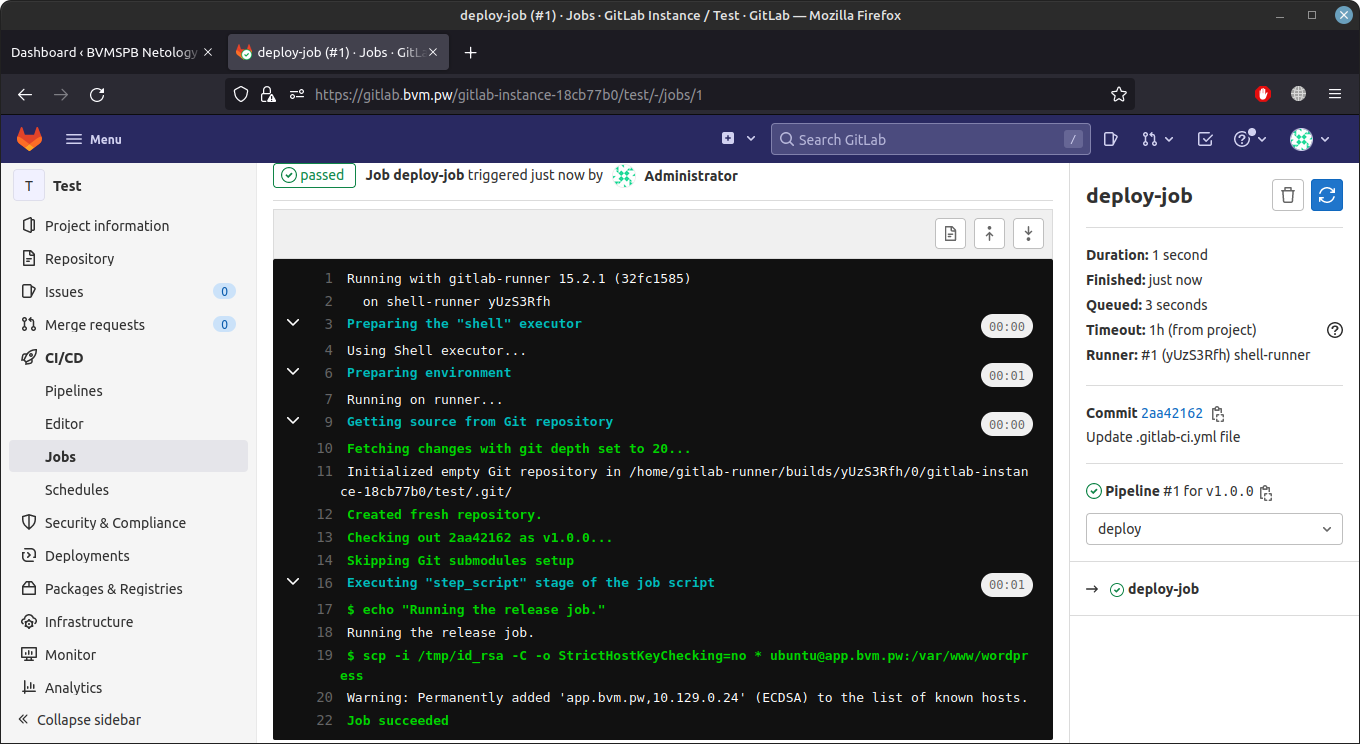 deploy-job (#1) · Jobs · GitLab Instance / Test · GitLab — Mozilla Firefox
Dashboard ‹ BVMSPB Netology
deploy-job (#1) · Jobs · GitLa
https://gitlab.bvm.pw/gitlab-instance-18cb77b0/test/-/jobs/1
Menu
Search GitLab
/
T Test
Project information
Repository
Issues 0
Merge requests 0
CI/CD
Pipelines
Editor
Jobs
Schedules
Security & Compliance
Deployments
Packages & Registries
Infrastructure
Monitor
Analytics
Collapse sidebar
passed Job deploy-job triggered just now by Administrator
1 Running with gitlab-runner 15.2.1 (32fc1585)
2 on shell-runner yUzS3Rfh
3 Preparing the "shell" executor 00:00
4 Using Shell executor...
6 Preparing environment 00:01
7 Running on runner...
9 Getting source from Git repository 00:00
10 Fetching changes with git depth set to 20...
11 Initialized empty Git repository in /home/gitlab-runner/builds/yUzS3Rfh/0/gitlab-instan
ce-18cb77b0/test/.git/
12 Created fresh repository.
13 Checking out 2aa42162 as v1.0.0...
14 Skipping Git submodules setup
16 Executing "step_script" stage of the job script 00:01
17 $ echo "Running the release job."
18 Running the release job.
19 $ scp -i /tmp/id_rsa -C -o StrictHostKeyChecking=no * ubuntu@app.bvm.pw:/var/www/wordpr
ess
20 Warning: Permanently added 'app.bvm.pw,10.129.0.24' (ECDSA) to the list of known hosts.
22 Job succeeded
deploy-job
Duration: 1 second
Finished: just now
Queued: 3 seconds
Timeout: 1h (from project)
Runner: #1 (yUzS3Rfh) shell-runner
Commit 2aa42162
Update .gitlab-ci.yml file
Pipeline #1 for v1.0.0
deploy
deploy-job